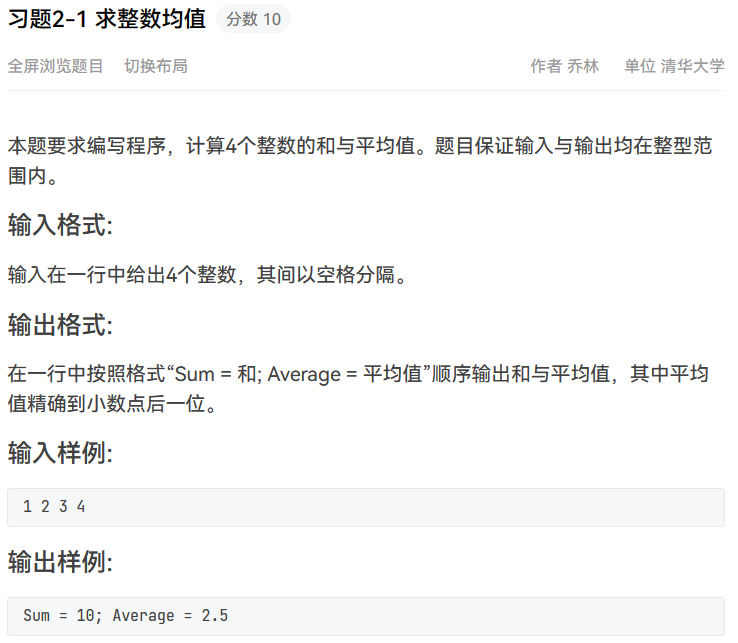 习题2-1 求整数均值 分数 10
全屏浏览题目 切换布局 作者 乔林 单位 清华大学
本题要求编写程序，计算4个整数的和与平均值。题目保证输入与输出均在整型范
围内。
输入格式:
输入在一行中给出4个整数，其间以空格分隔。
输出格式:
在一行中按照格式“Sum = 和; Average = 平均值”顺序输出和与平均值，其中平均
值精确到小数点后一位。
输入样例:
1 2 3 4
输出样例:
Sum = 10; Average = 2.5